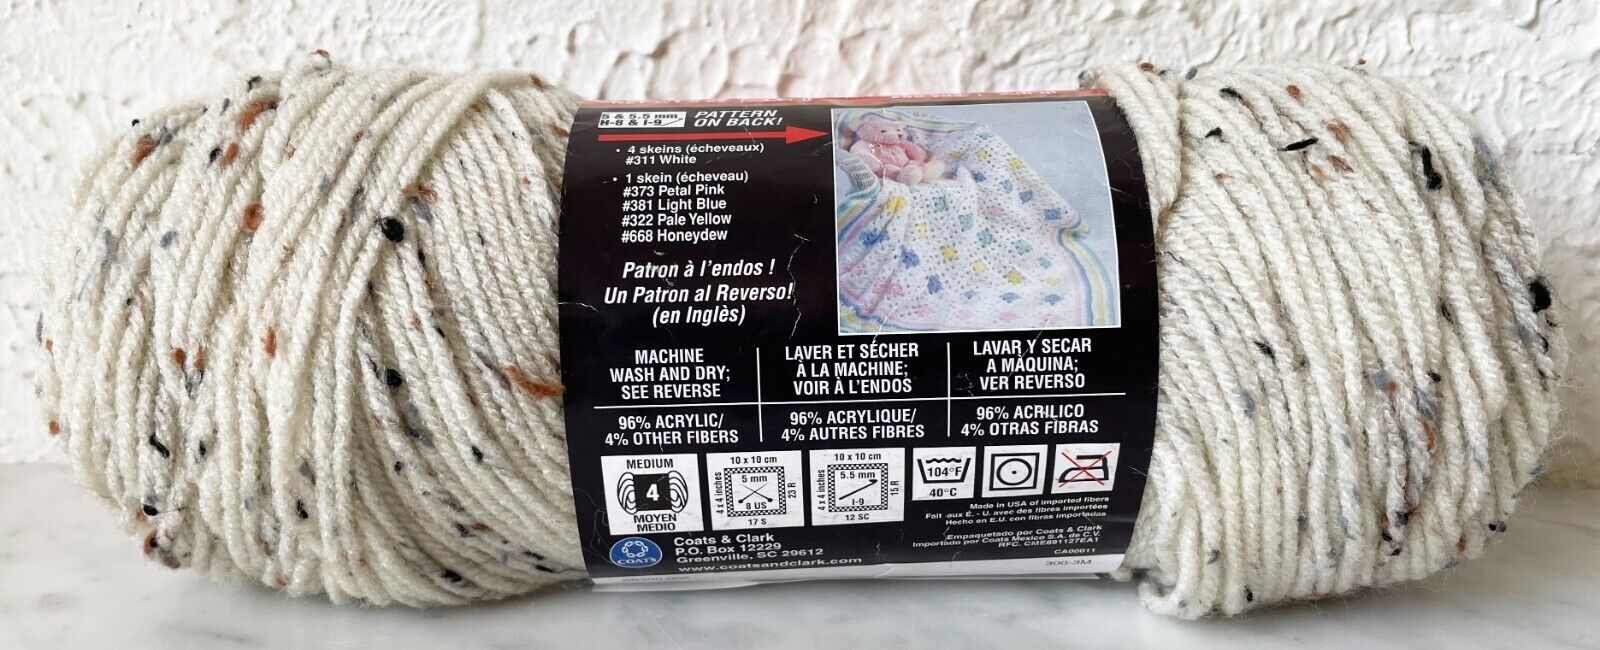 5 & 5.5 mm
H-8 & I-9
PATTERN
ON BACK!
• 4 skeins (écheveaux)
#311 White
• 1 skein (écheveau)
#373 Petal Pink
#381 Light Blue
#322 Pale Yellow
#668 Honeydew
Patron à l'endos !
Un Patron al Reverso!
(en Inglès)
MACHINE
WASH AND DRY;
SEE REVERSE
LAVER ET SÉCHER
À LA MACHINE;
VOIR À L'ENDOS
LAVAR Y SECAR
A MÀQUINA;
VER REVERSO
96% ACRYLIC/
4% OTHER FIBERS
96% ACRYLIQUE/
4% AUTRES FIBRES
96% ACRILICO
4% OTRAS FIBRAS
MEDIUM
4
MOYEN
MEDIO
10 x 10 cm
4 x 4 inches
5 mm
8 US
23 R
17 S
10 x 10 cm
4 x 4 inches
5.5 mm
I-9
15 R
12 SC
104°F
40°C
Made in USA of imported fibers
Fait aux É. - U. avec des fibres importées
Hecho en E.U. con fibras importadas
Empaquetado por Coats & Clark
Importado por Coats Mexico S.A. de C.V.
RFC. CME891127EA1
CA00011
300-3M
COATS
Coats & Clark
P.O. Box 12229
Greenville, SC 29612
www.coatsandclark.com